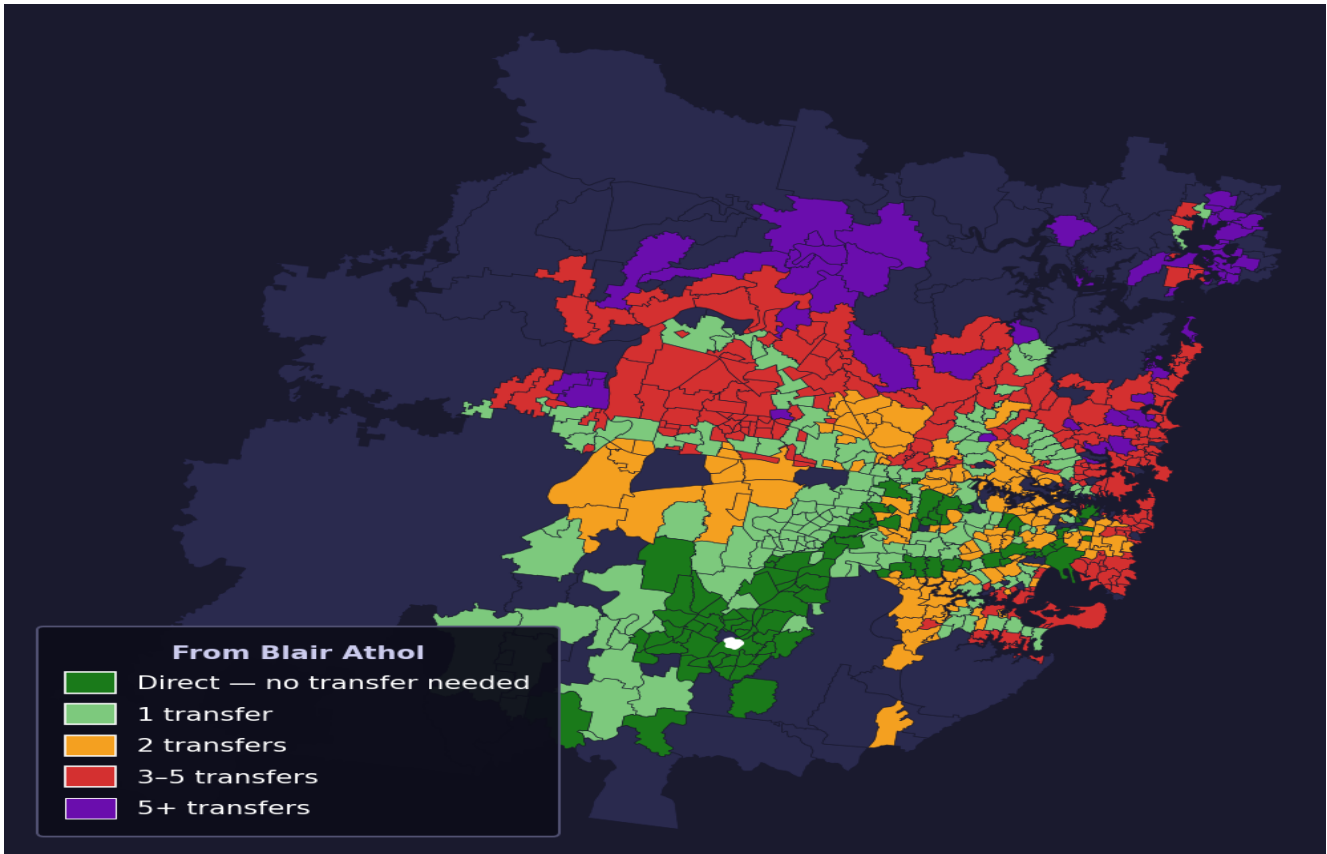 From Blair Athol
Direct — no transfer needed
1 transfer
2 transfers
3–5 transfers
5+ transfers